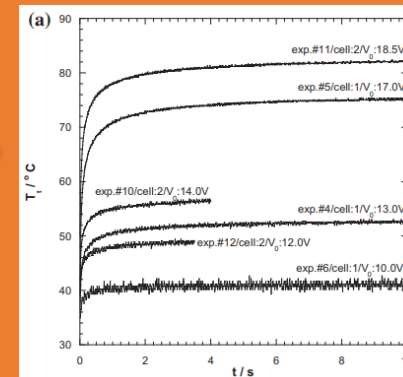 (a)
90
exp.#11/cell:2/V0:18.5V
80
exp.#5/cell:1/V0:17.0V
70
Tt / °C
60
exp.#10/cell:2/V0:14.0V
exp.#4/cell:1/V0:13.0V
50
exp.#12/cell:2/V0:12.0V
exp.#6/cell:1/V0:10.0V
40
30
0 2 4 6 8 10
t / s